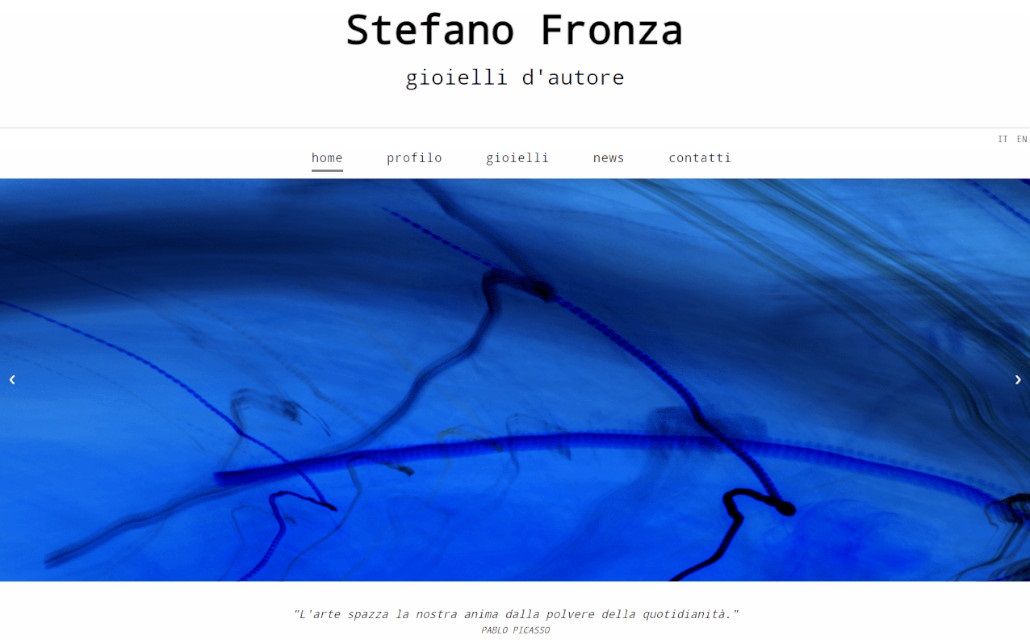 Stefano Fronza
gioielli d'autore
IT EN
home profilo gioielli news contatti
"L'arte spazza la nostra anima dalla polvere della quotidianità."
PABLO PICASSO